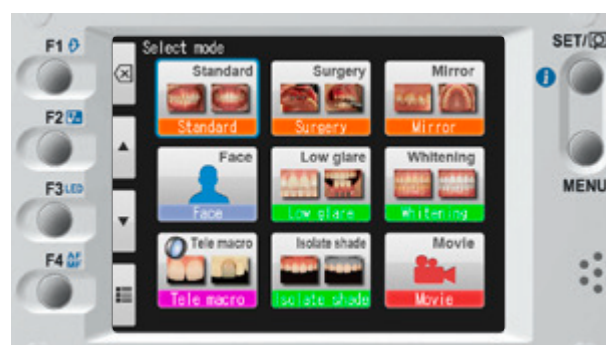 F1
F2
F3 LED
F4 AF MF
Select mode
Standard
Standard
Surgery
Surgery
Mirror
Mirror
Face
Face
Low glare
Low glare
Whitening
Whitening
Tele macro
Tele macro
Isolate shade
Isolate shade
Movie
Movie
SET/
i
MENU